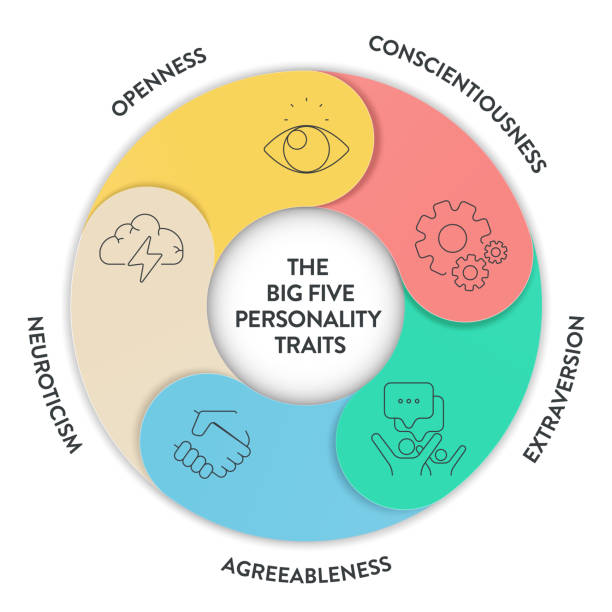 OPENNESS
CONSCIENTIOUSNESS
THE
BIG FIVE
PERSONALITY
TRAITS
NEUROTICISM
EXTRAVERSION
AGREEABLENESS